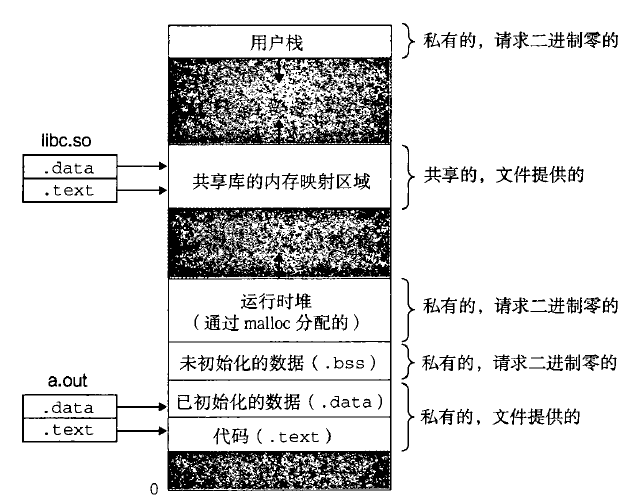 用户栈
私有的，请求二进制零的
libc.so
.data
.text
共享库的内存映射区域
共享的，文件提供的
运行时堆
（通过 malloc 分配的）
私有的，请求二进制零的
未初始化的数据（.bss）
私有的，请求二进制零的
a.out
.data
.text
已初始化的数据（.data）
代码（.text）
私有的，文件提供的
0